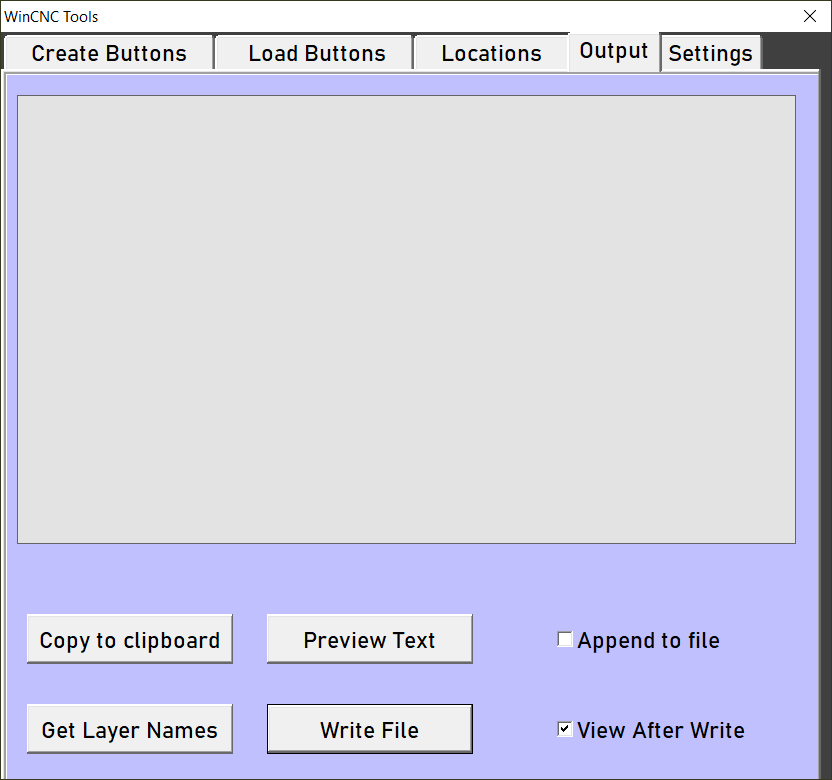 WinCNC Tools
Create Buttons Load Buttons Locations Output Settings
Copy to clipboard Preview Text Append to file
Get Layer Names Write File View After Write